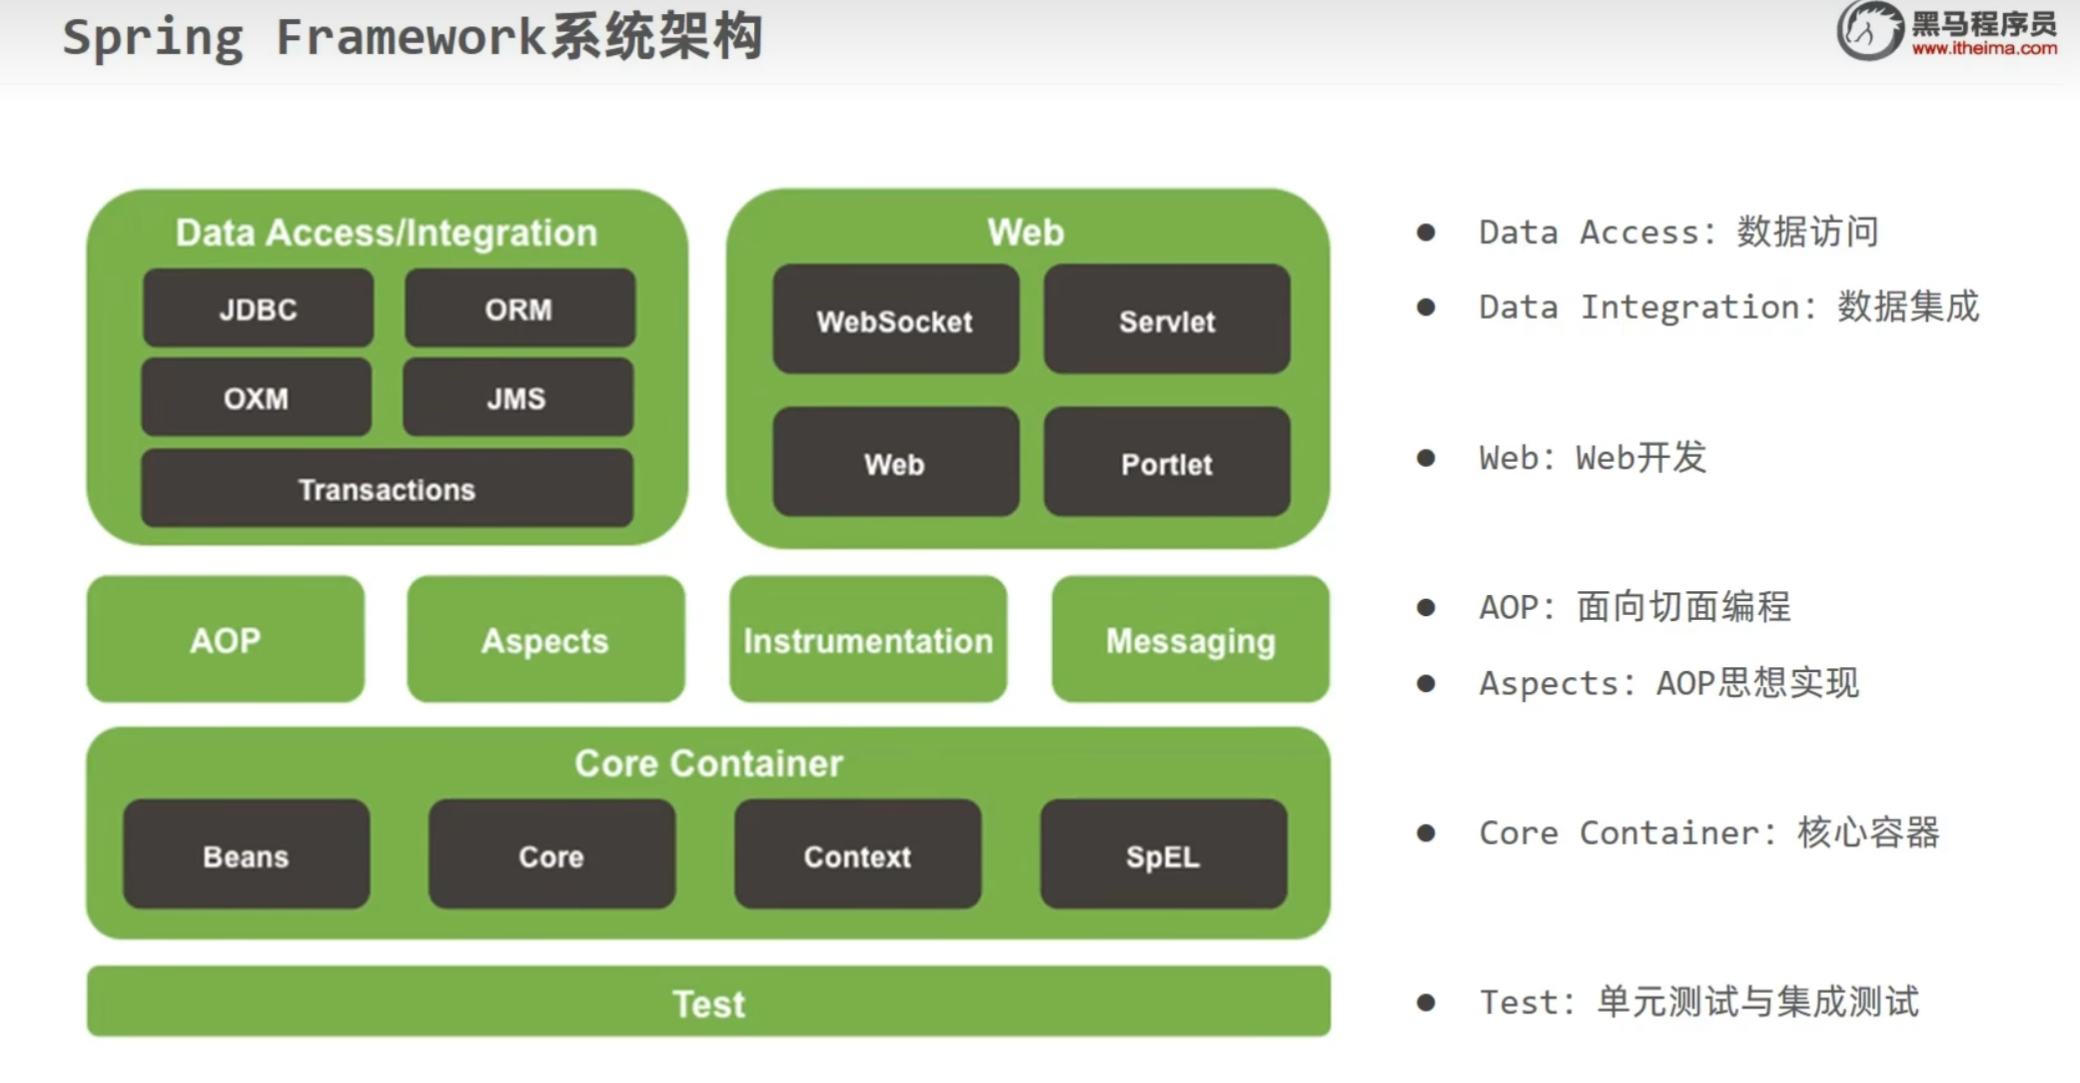 Spring Framework系统架构
黑马程序员
www.itheima.com
Data Access/Integration
JDBC
ORM
OXM
JMS
Transactions
Web
WebSocket
Servlet
Web
Portlet
AOP
Aspects
Instrumentation
Messaging
Core Container
Beans
Core
Context
SpEL
Test
● Data Access：数据访问
● Data Integration：数据集成
● Web：Web开发
● AOP：面向切面编程
● Aspects：AOP思想实现
● Core Container：核心容器
● Test：单元测试与集成测试